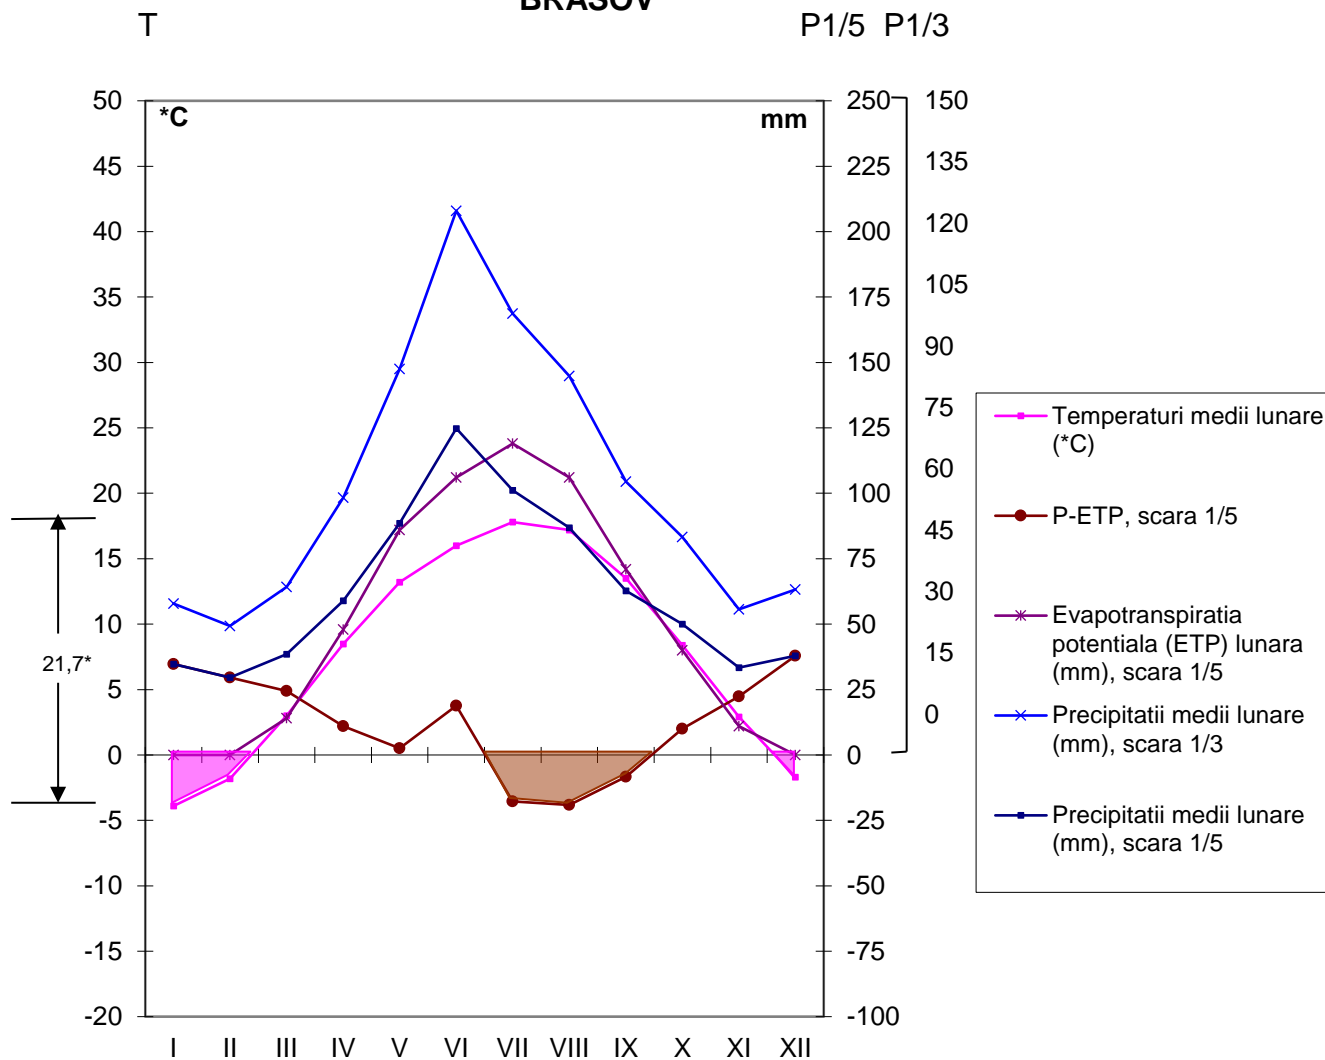 BRASOV
T
P1/5 P1/3
*C
mm
50
45
40
35
30
25
20
15
10
5
0
-5
-10
-15
-20
250
225
200
175
150
125
100
75
50
25
0
-25
-50
-75
-100
150
135
120
105
90
75
60
45
30
15
0
21,7*
I II III IV V VI VII VIII IX X XI XII
Temperaturi medii lunare
(*C)
P-ETP, scara 1/5
Evapotranspiratia
potentiala (ETP) lunara
(mm), scara 1/5
Precipitatii medii lunare
(mm), scara 1/3
Precipitatii medii lunare
(mm), scara 1/5